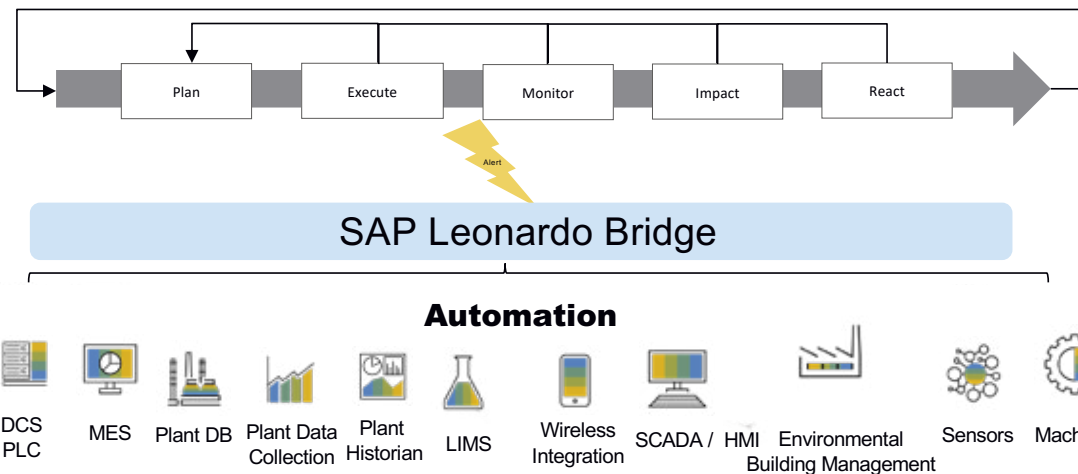 Plan
Execute
Monitor
Impact
React
Alert
SAP Leonardo Bridge
Automation
DCS
PLC
MES
Plant DB
Plant Data
Collection
Plant
Historian
LIMS
Wireless
Integration
SCADA / HMI
Environmental
Building Management
Sensors
Mach